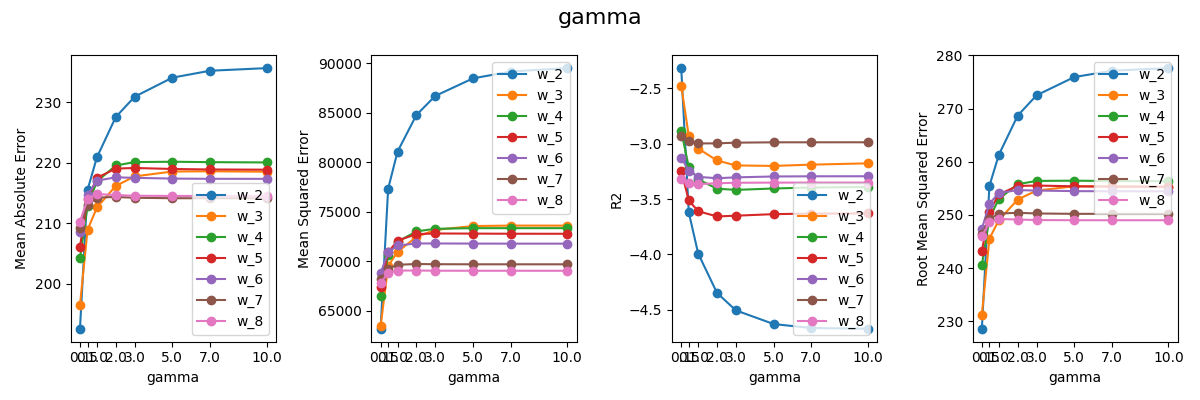 gamma
Mean Absolute Error
230
220
210
200
2.0
3.0
5.0
7.0
10.0
gamma
w_2
w_3
w_4
w_5
w_6
w_7
w_8
Mean Squared Error
90000
85000
80000
75000
70000
65000
2.0
3.0
5.0
7.0
10.0
gamma
w_2
w_3
w_4
w_5
w_6
w_7
w_8
R2
−2.5
−3.0
−3.5
−4.0
−4.5
2.0
3.0
5.0
7.0
10.0
gamma
w_2
w_3
w_4
w_5
w_6
w_7
w_8
Root Mean Squared Error
280
270
260
250
240
230
2.0
3.0
5.0
7.0
10.0
gamma
w_2
w_3
w_4
w_5
w_6
w_7
w_8